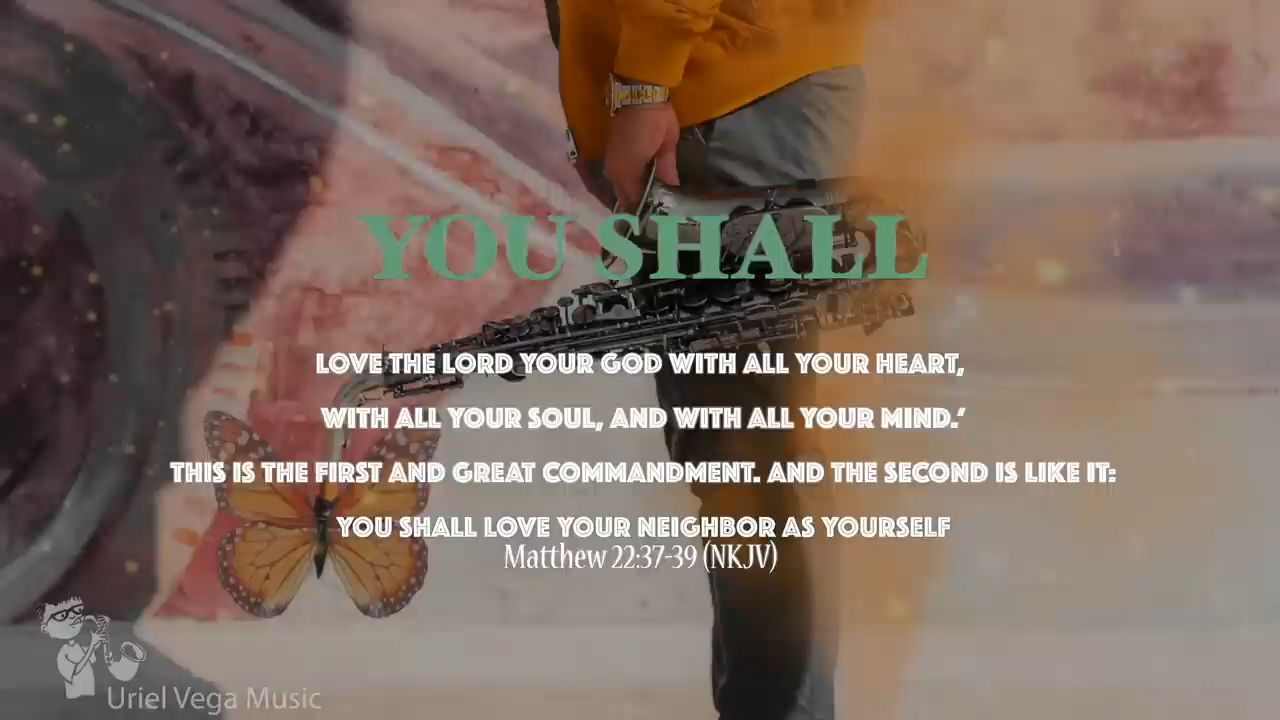 YOU SHALL
LOVE THE LORD YOUR GOD WITH ALL YOUR HEART,
WITH ALL YOUR SOUL, AND WITH ALL YOUR MIND.'
THIS IS THE FIRST AND GREAT COMMANDMENT. AND THE SECOND IS LIKE IT:
YOU SHALL LOVE YOUR NEIGHBOR AS YOURSELF
Matthew 22:37-39 (NKJV)
Uriel Vega Music